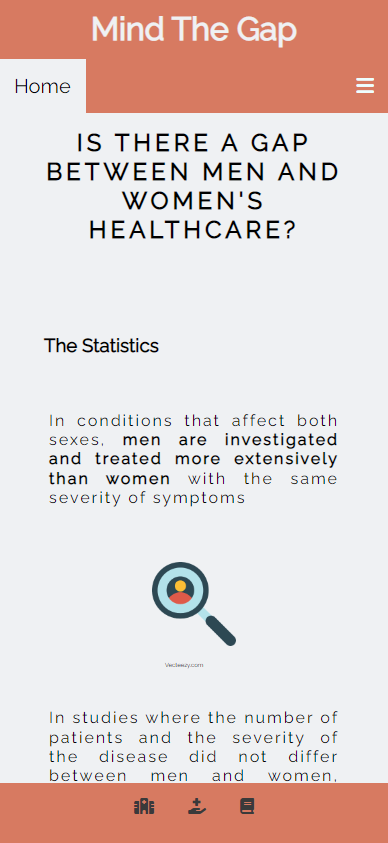 Mind The Gap
Home
IS THERE A GAP
BETWEEN MEN AND
WOMEN'S
HEALTHCARE?
The Statistics
In conditions that affect both
sexes, men are investigated
and treated more extensively
than women with the same
severity of symptoms
Vecteezy.com
In studies where the number of
patients and the severity of
the disease did not differ
between men and women,